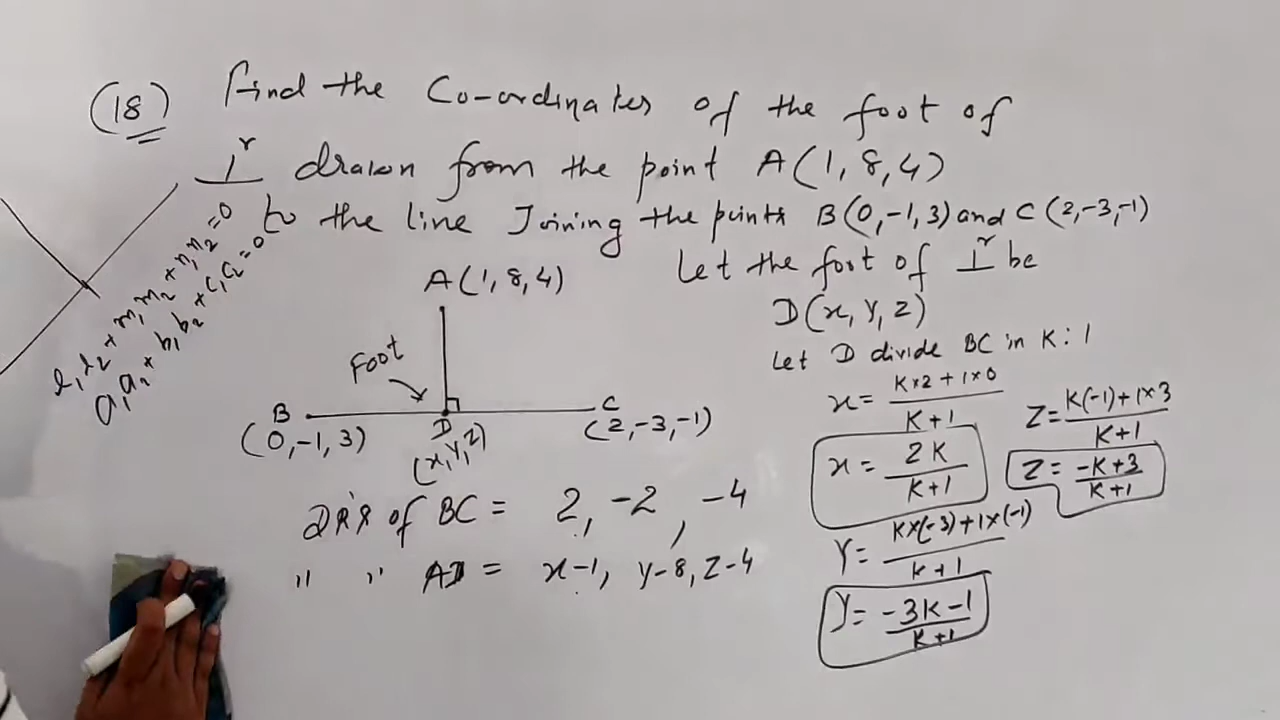 (18) Find the Co-ordinates of the foot of
⊥r drawn from the point A(1, 8, 4)
to the line Joining the points B(0, -1, 3) and C(2, -3, -1)
l₁l₂ + m₁m₂ + n₁n₂ = 0
a₁a₂ + b₁b₂ + c₁c₂ = 0
A(1, 8, 4)
Foot
B
(0, -1, 3)
D
(x, y, z)
C
(2, -3, -1)
DR's of BC = 2, -2, -4
" " AD = x-1, y-8, z-4
Let the foot of ⊥r be
D(x, y, z)
Let D divide BC in K:1
x = (K×2 + 1×0)/(K+1)
x = 2K/(K+1)
y = (K×(-3) + 1×(-1))/(K+1)
y = (-3K-1)/(K+1)
z = (K(-1) + 1×3)/(K+1)
z = (-K+3)/(K+1)